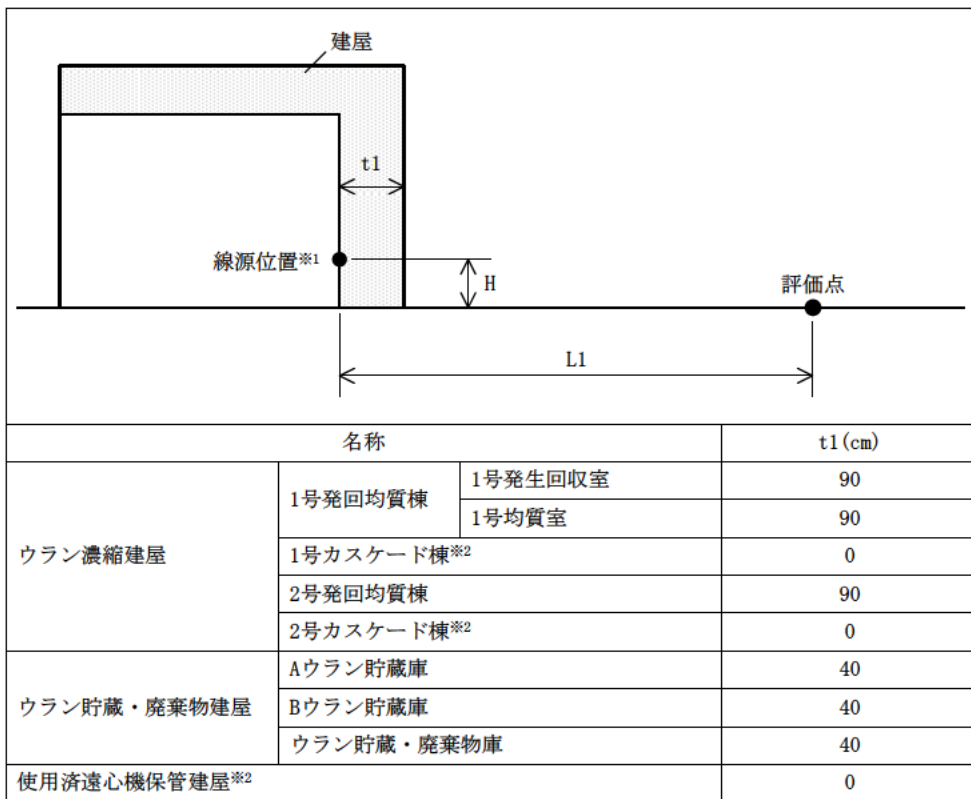 建屋
t1
線源位置※1
H
評価点
L1
名称 t1(cm)
ウラン濃縮建屋
1号発回均質棟
1号発生回収室 90
1号均質室 90
1号カスケード棟※2 0
2号発回均質棟 90
2号カスケード棟※2 0
ウラン貯蔵・廃棄物建屋
Aウラン貯蔵庫 40
Bウラン貯蔵庫 40
ウラン貯蔵・廃棄物庫 40
使用済遠心機保管建屋※2 0